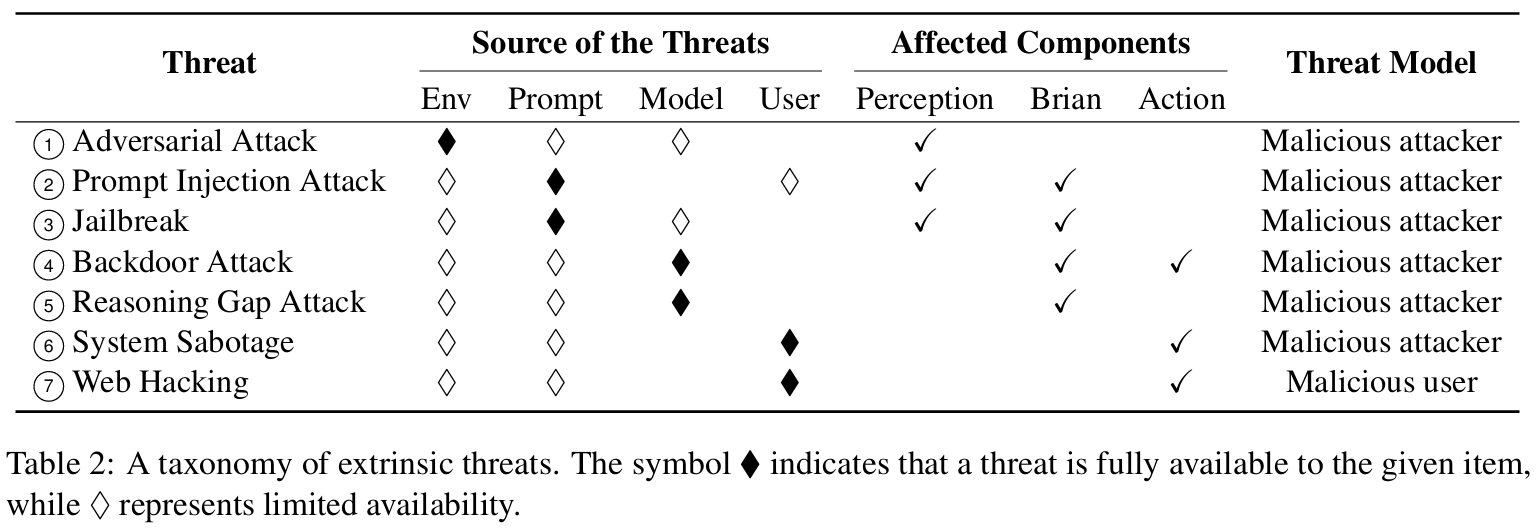 Threat Source of the Threats Affected Components Threat Model
Env Prompt Model User Perception Brian Action
① Adversarial Attack ♦ ◊ ◊ ✓ Malicious attacker
② Prompt Injection Attack ◊ ♦ ◊ ✓ ✓ Malicious attacker
③ Jailbreak ◊ ♦ ◊ ✓ ✓ Malicious attacker
④ Backdoor Attack ◊ ◊ ♦ ✓ ✓ Malicious attacker
⑤ Reasoning Gap Attack ◊ ◊ ♦ ✓ Malicious attacker
⑥ System Sabotage ◊ ◊ ♦ ✓ Malicious attacker
⑦ Web Hacking ◊ ◊ ♦ ✓ Malicious user
Table 2: A taxonomy of extrinsic threats. The symbol ♦ indicates that a threat is fully available to the given item,
while ◊ represents limited availability.